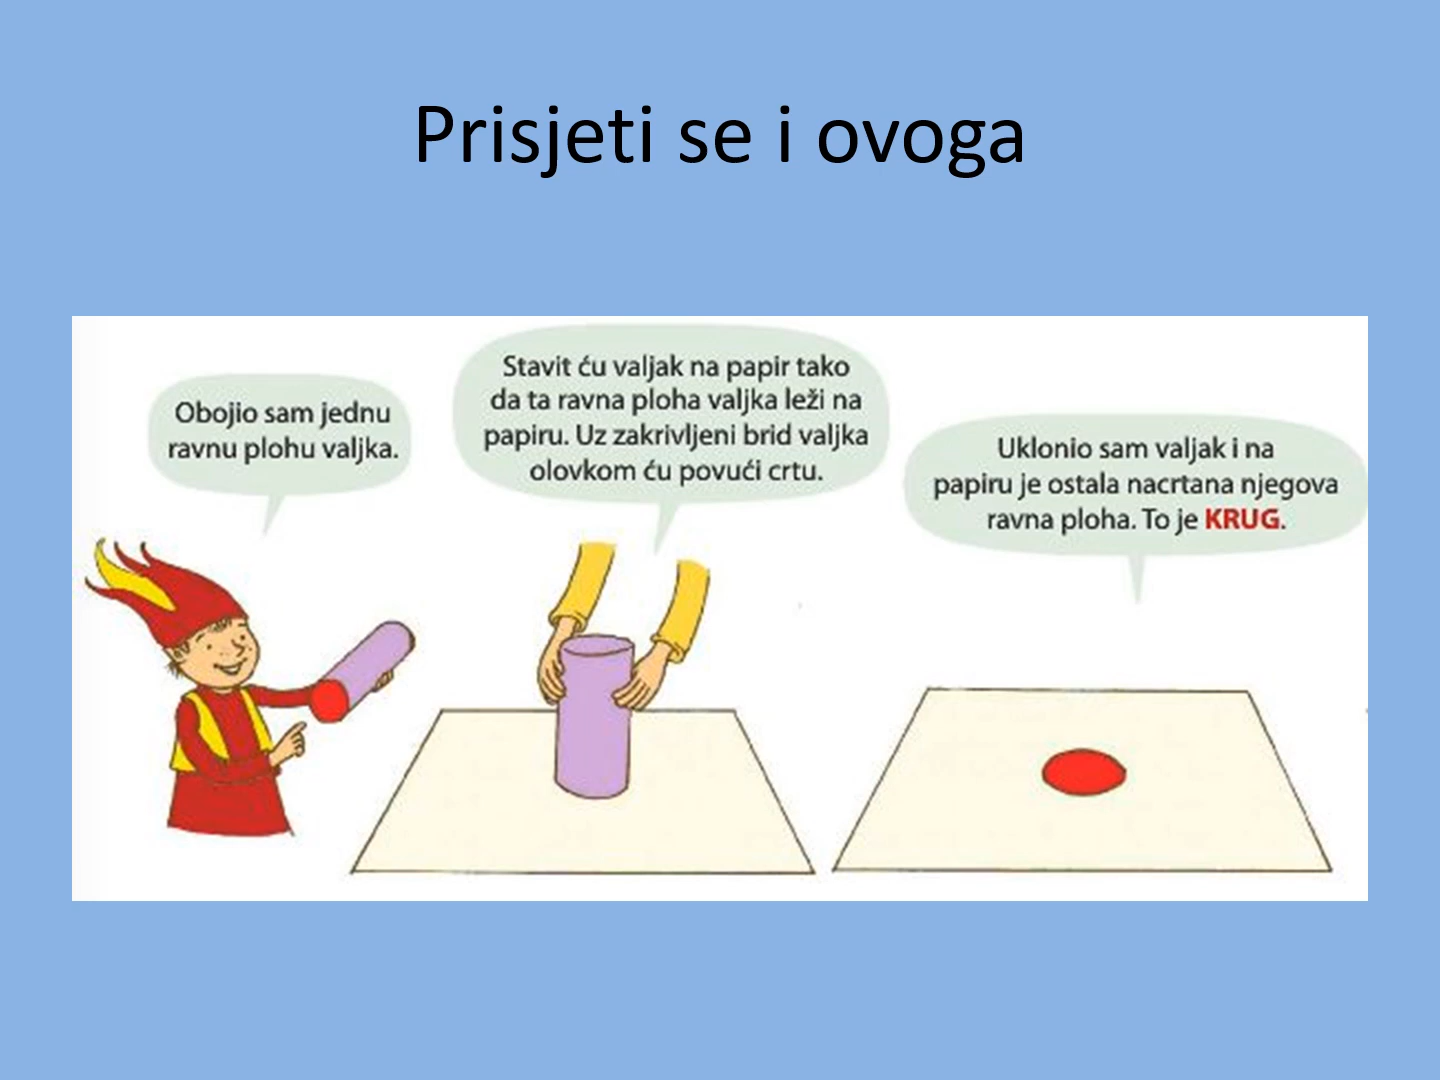 Prisjeti se i ovoga
Obojio sam jednu
ravnu plohu valjka.
Stavit ću valjak na papir tako
da ta ravna ploha valjka leži na
papiru. Uz zakrivljeni brid valjka
olovkom ću povući crtu.
Uklonio sam valjak i na
papiru je ostala nacrtana njegova
ravna ploha. To je KRUG.